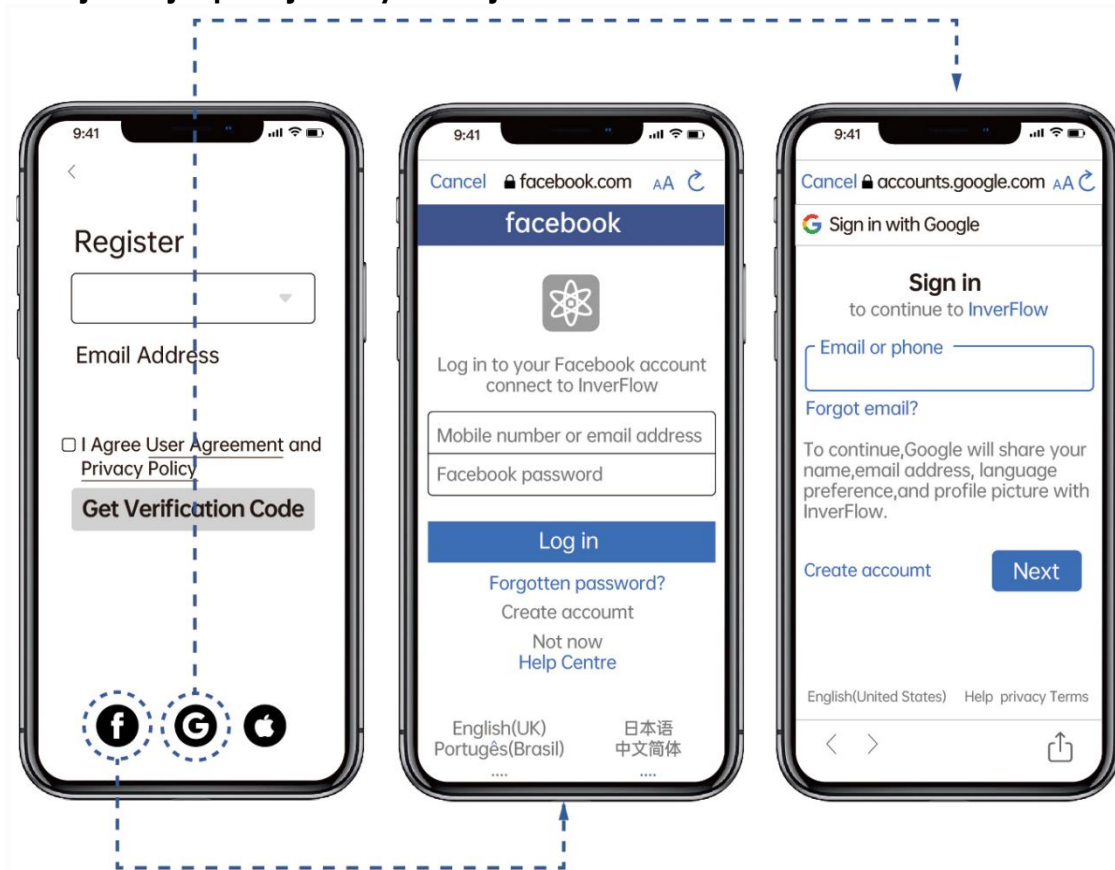 9:41
Register
Email Address
I Agree User Agreement and
Privacy Policy
Get Verification Code
9:41
Cancel facebook.com AA
facebook
Log in to your Facebook account
connect to InverFlow
Mobile number or email address
Facebook password
Log in
Forgotten password?
Create accoumt
Not now
Help Centre
English(UK) 日本语
Portugês(Brasil) 中文简体
.... ....
9:41
Cancel accounts.google.com AA
Sign in with Google
Sign in
to continue to InverFlow
Email or phone
Forgot email?
To continue,Google will share your
name,email address, language
preference,and profile picture with
InverFlow.
Create accoumt Next
English(United States) Help privacy Terms